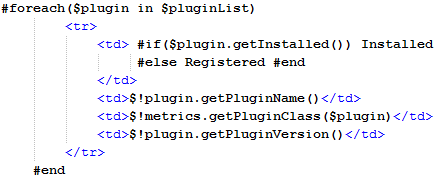 #foreach($plugin in $pluginList)
<tr>
<td> #if($plugin.getInstalled()) Installed
#else Registered #end
</td>
<td>$!plugin.getPluginName()</td>
<td>$!metrics.getPluginClass($plugin)</td>
<td>$!plugin.getPluginVersion()</td>
</tr>
#end